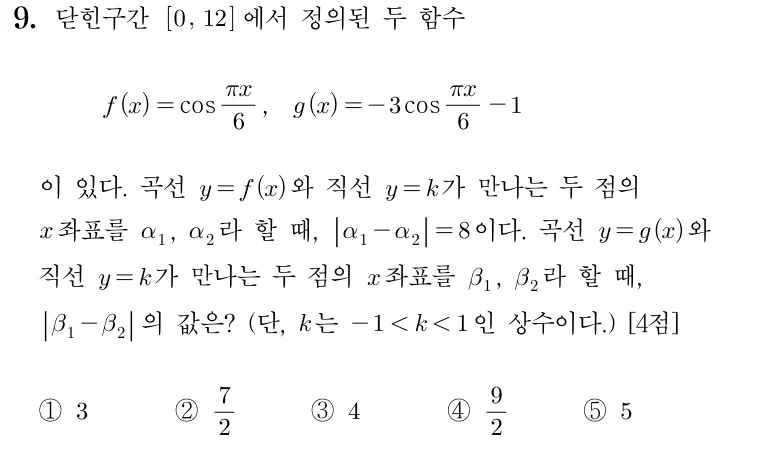 9. 닫힌구간 [0, 12]에서 정의된 두 함수
f(x)=cos πx/6, g(x)=-3cos πx/6 -1
이 있다. 곡선 y=f(x)와 직선 y=k가 만나는 두 점의
x좌표를 α₁, α₂라 할 때, |α₁-α₂|=8이다. 곡선 y=g(x)와
직선 y=k가 만나는 두 점의 x좌표를 β₁, β₂라 할 때,
|β₁-β₂|의 값은? (단, k는 -1<k<1인 상수이다.) [4점]
① 3 ② 7/2 ③ 4 ④ 9/2 ⑤ 5